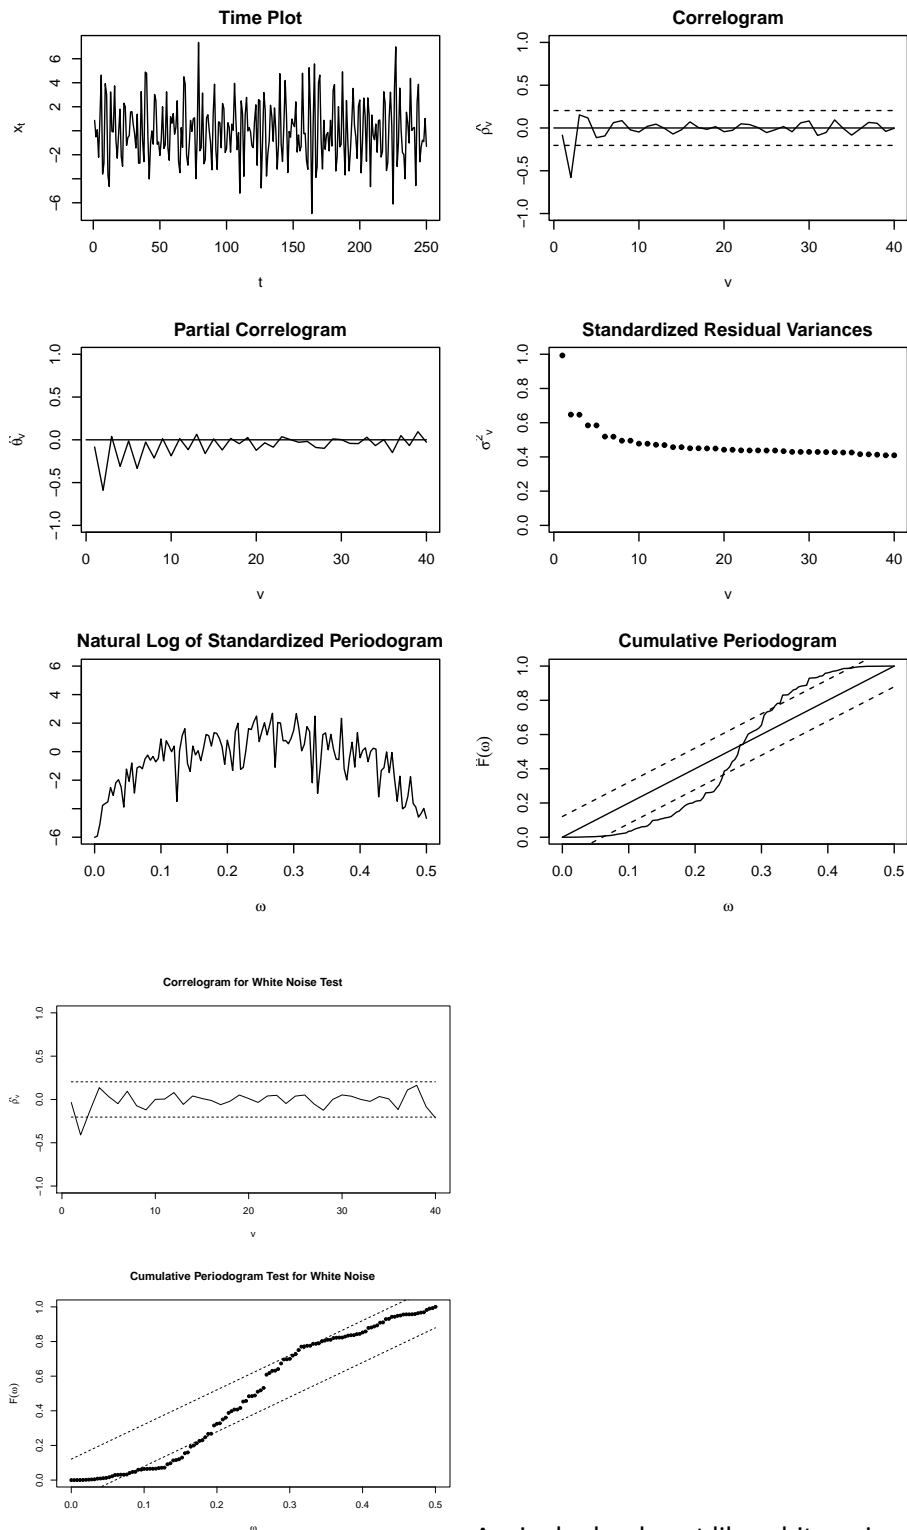 Time Plot
Correlogram
6
4
2
−2
−6
xt
0 50 100 150 200 250
t
1.0
0.5
0.0
−0.5
−1.0
ρ̂v
0 10 20 30 40
v
Partial Correlogram
Standardized Residual Variances
1.0
0.5
0.0
−0.5
−1.0
θ̂v
0 10 20 30 40
v
1.0
0.8
0.6
0.4
0.2
0.0
σ²v
0 10 20 30 40
v
Natural Log of Standardized Periodogram
Cumulative Periodogram
6
4
2
0
−2
−6
0.0 0.1 0.2 0.3 0.4 0.5
ω
1.0
0.8
0.6
0.4
0.2
0.0
F̂(ω)
0.0 0.1 0.2 0.3 0.4 0.5
ω
Correlogram for White Noise Test
1.0
0.5
0.0
−0.5
−1.0
ρ̂v
0 10 20 30 40
v
Cumulative Periodogram Test for White Noise
1.0
0.8
0.6
0.4
0.2
0.0
F(ω)
0.0 0.1 0.2 0.3 0.4 0.5
ω